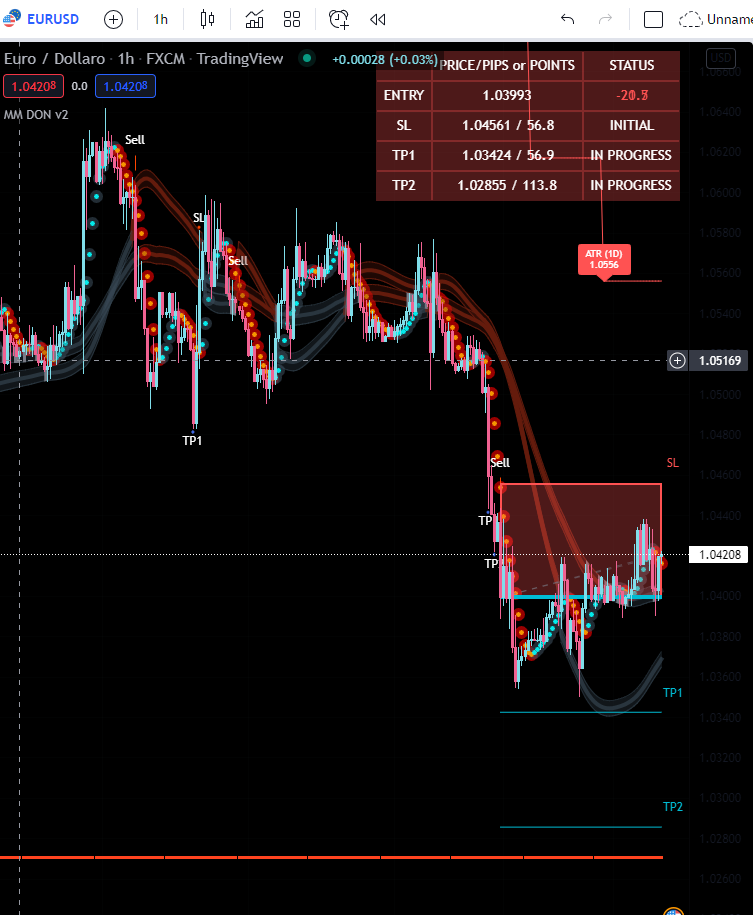 EURUSD 1h Unname
Euro / Dollaro · 1h · FXCM · TradingView +0.00028 (+0.03%)
1.04208 0.0 1.04208
MM DON v2
PRICE/PIPS or POINTS STATUS
ENTRY 1.03993
SL 1.04561 / 56.8 INITIAL
TP1 1.03424 / 56.9 IN PROGRESS
TP2 1.02855 / 113.8 IN PROGRESS
USD
1.06600
1.06400
1.06200
1.06000
1.05800
1.05600
1.05400
1.05169
1.05000
1.04800
1.04600
1.04400
1.04208
1.04000
1.03800
1.03600
1.03400
1.03200
1.03000
1.02800
1.02600
Sell
SL
Sell
ATR (1D)
1.0556
TP1
Sell
SL
TP
TP
TP1
TP2